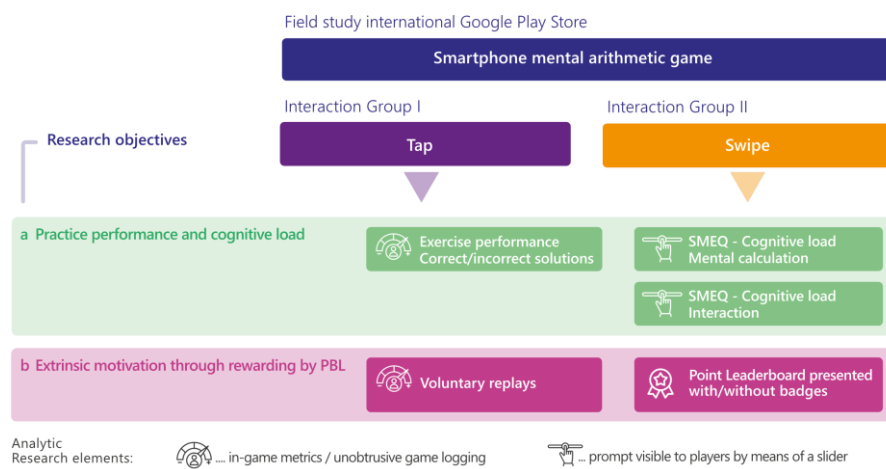 Field study international Google Play Store
Smartphone mental arithmetic game
Interaction Group I
Interaction Group II
Research objectives
Tap
Swipe
a Practice performance and cognitive load
Exercise performance
Correct/incorrect solutions
SMEQ - Cognitive load
Mental calculation
SMEQ - Cognitive load
Interaction
b Extrinsic motivation through rewarding by PBL
Voluntary replays
Point Leaderboard presented
with/without badges
Analytic
Research elements:
... in-game metrics / unobtrusive game logging
... prompt visible to players by means of a slider